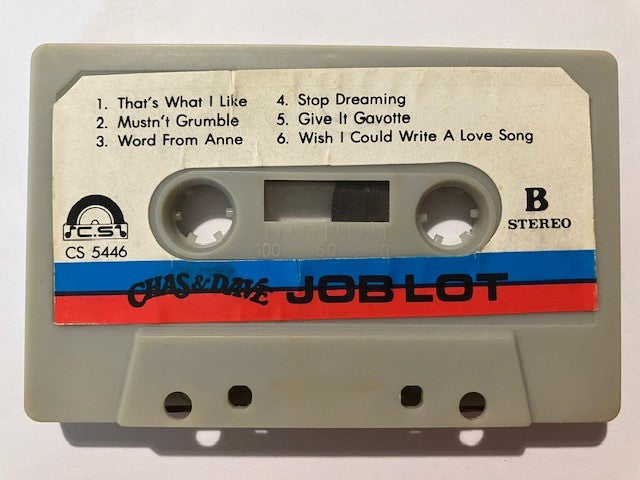 1. That's What I Like
2. Mustn't Grumble
3. Word From Anne
4. Stop Dreaming
5. Give It Gavotte
6. Wish I Could Write A Love Song
C.S
CS 5446
B
STEREO
100 50 0
CHAS & DAVE JOB LOT